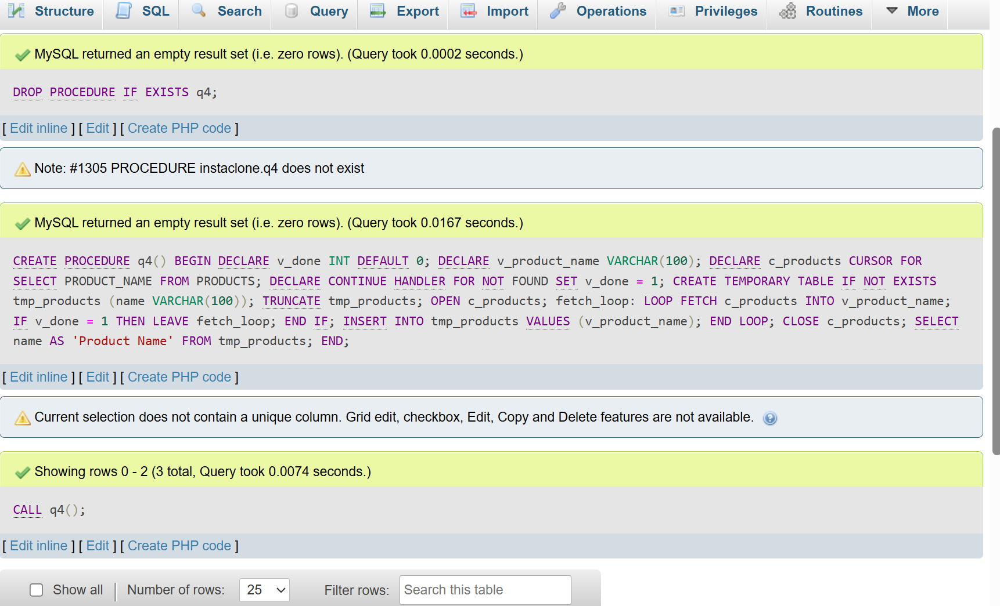 Structure SQL Search Query Export Import Operations Privileges Routines More
MySQL returned an empty result set (i.e. zero rows). (Query took 0.0002 seconds.)
DROP PROCEDURE IF EXISTS q4;
[ Edit inline ] [ Edit ] [ Create PHP code ]
Note: #1305 PROCEDURE instaclone.q4 does not exist
MySQL returned an empty result set (i.e. zero rows). (Query took 0.0167 seconds.)
CREATE PROCEDURE q4() BEGIN DECLARE v_done INT DEFAULT 0; DECLARE v_product_name VARCHAR(100); DECLARE c_products CURSOR FOR
SELECT PRODUCT_NAME FROM PRODUCTS; DECLARE CONTINUE HANDLER FOR NOT FOUND SET v_done = 1; CREATE TEMPORARY TABLE IF NOT EXISTS
tmp_products (name VARCHAR(100)); TRUNCATE tmp_products; OPEN c_products; fetch_loop: LOOP FETCH c_products INTO v_product_name;
IF v_done = 1 THEN LEAVE fetch_loop; END IF; INSERT INTO tmp_products VALUES (v_product_name); END LOOP; CLOSE c_products; SELECT
name AS 'Product Name' FROM tmp_products; END;
[ Edit inline ] [ Edit ] [ Create PHP code ]
Current selection does not contain a unique column. Grid edit, checkbox, Edit, Copy and Delete features are not available.
Showing rows 0 - 2 (3 total, Query took 0.0074 seconds.)
CALL q4();
[ Edit inline ] [ Edit ] [ Create PHP code ]
Show all | Number of rows: 25 Filter rows: Search this table